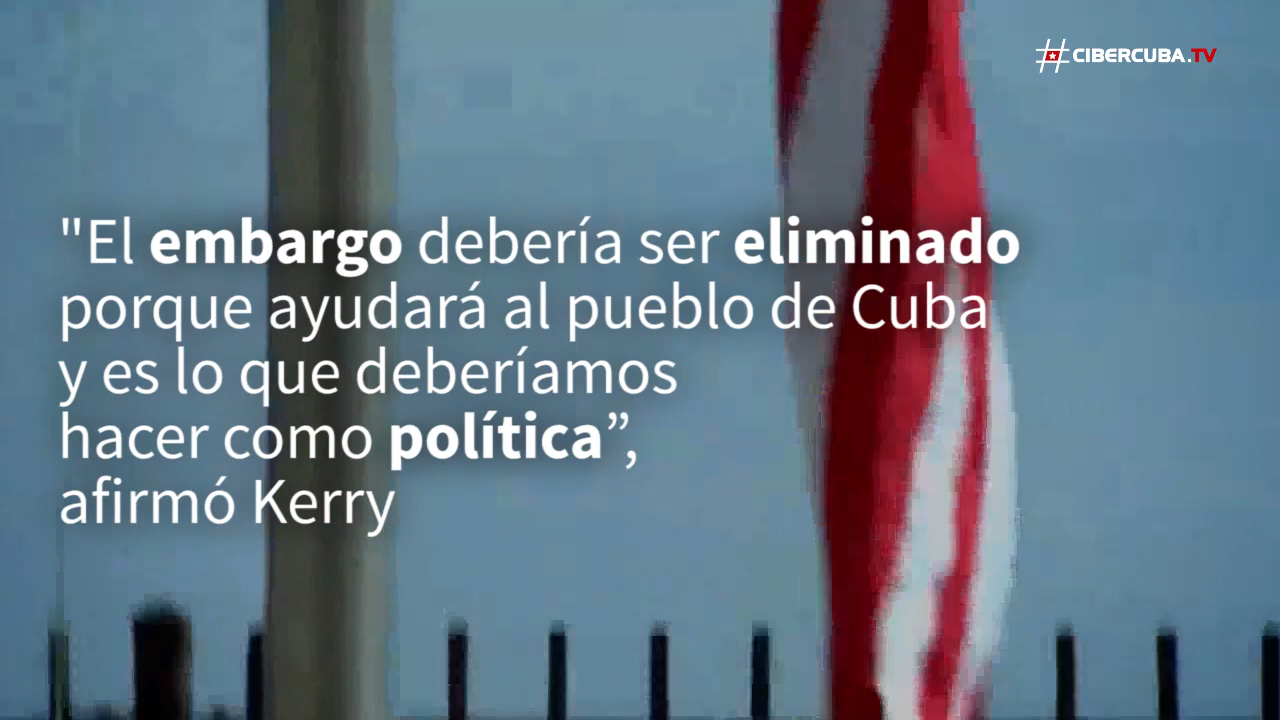 #CIBERCUBA.TV
"El embargo debería ser eliminado
porque ayudará al pueblo de Cuba
y es lo que deberíamos
hacer como política”,
afirmó Kerry